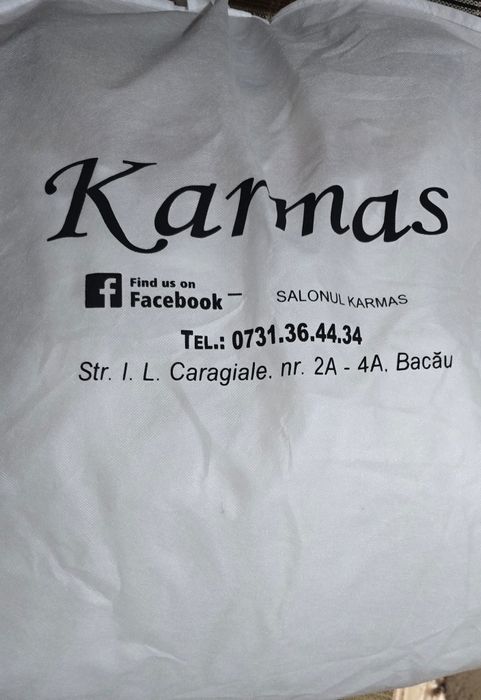 Karmas
Find us on
Facebook – SALONUL KARMAS
TEL.: 0731.36.44.34
Str. I. L. Caragiale. nr. 2A - 4A. Bacău